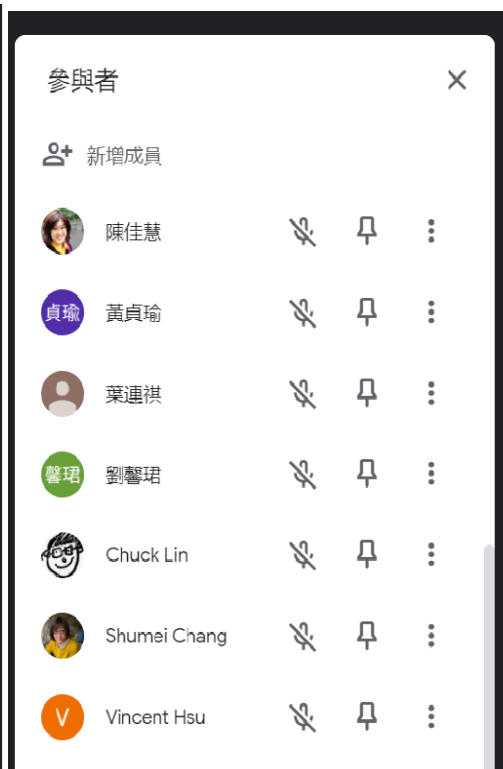 參與者
新增成員
陳佳慧
貞瑜 黃貞瑜
葉連祺
馨珺 劉馨珺
Chuck Lin
Shumei Chang
V Vincent Hsu